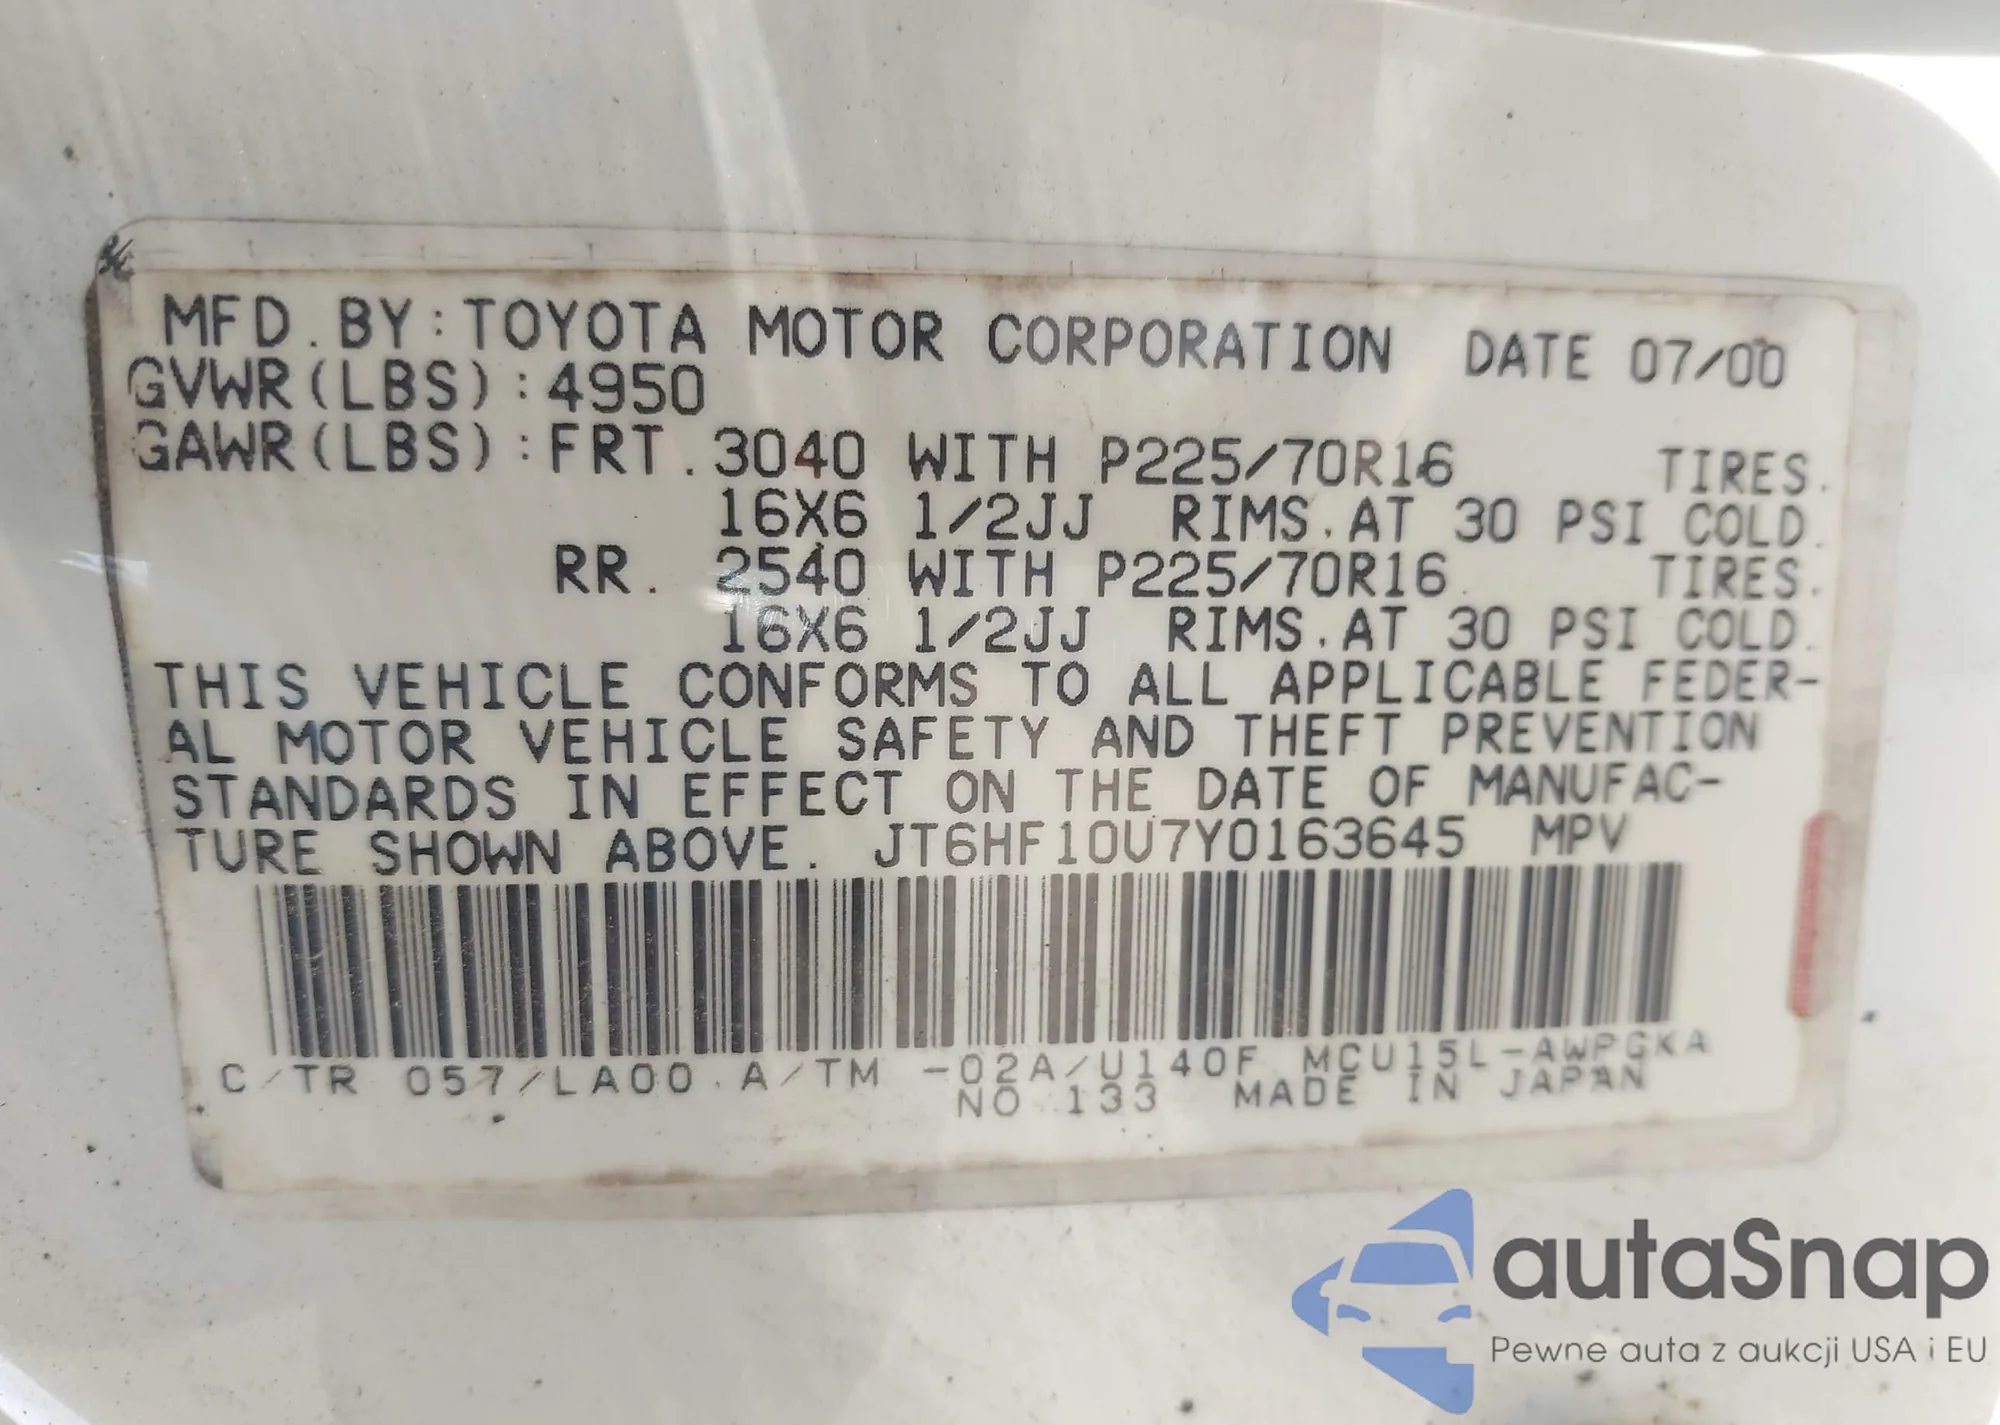 MFD.BY:TOYOTA MOTOR CORPORATION DATE 07/00
GVWR(LBS):4950
GAWR(LBS):FRT.3040 WITH P225/70R16 TIRES.
16X6 1/2JJ RIMS.AT 30 PSI COLD.
RR. 2540 WITH P225/70R16 TIRES.
16X6 1/2JJ RIMS.AT 30 PSI COLD.
THIS VEHICLE CONFORMS TO ALL APPLICABLE FEDER-
AL MOTOR VEHICLE SAFETY AND THEFT PREVENTION
STANDARDS IN EFFECT ON THE DATE OF MANUFAC-
TURE SHOWN ABOVE. JT6HF10U7Y0163645 MPV
C/TR 057/LA00.A/TM -02A/U140F MCU15L-AWPGKA
NO.133 MADE IN JAPAN
autaSnap
Pewne auta z aukcji USA i EU